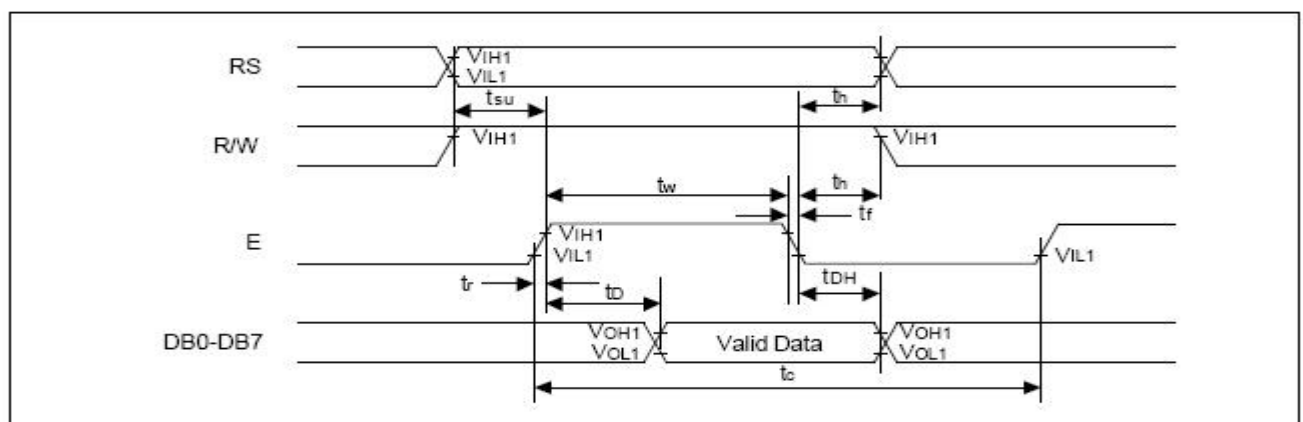 RS
VIH1
VIL1
tsu
th
R/W
VIH1
VIH1
tw
th
tf
E
VIH1
VIL1
VIL1
tr
tD
tDH
DB0-DB7
VOH1
VOL1
Valid Data
VOH1
VOL1
tc